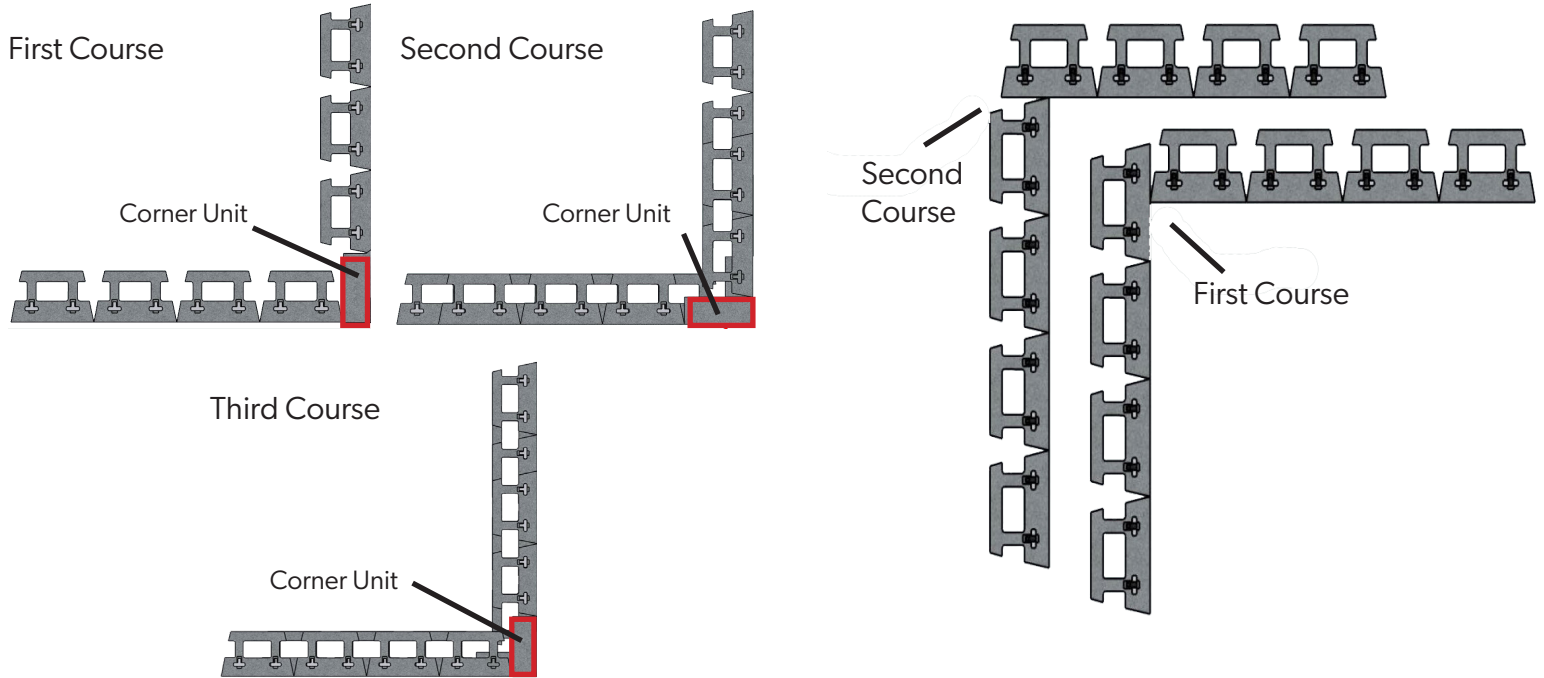 First Course
Second Course
Corner Unit
Corner Unit
Third Course
Corner Unit
Second
Course
First Course